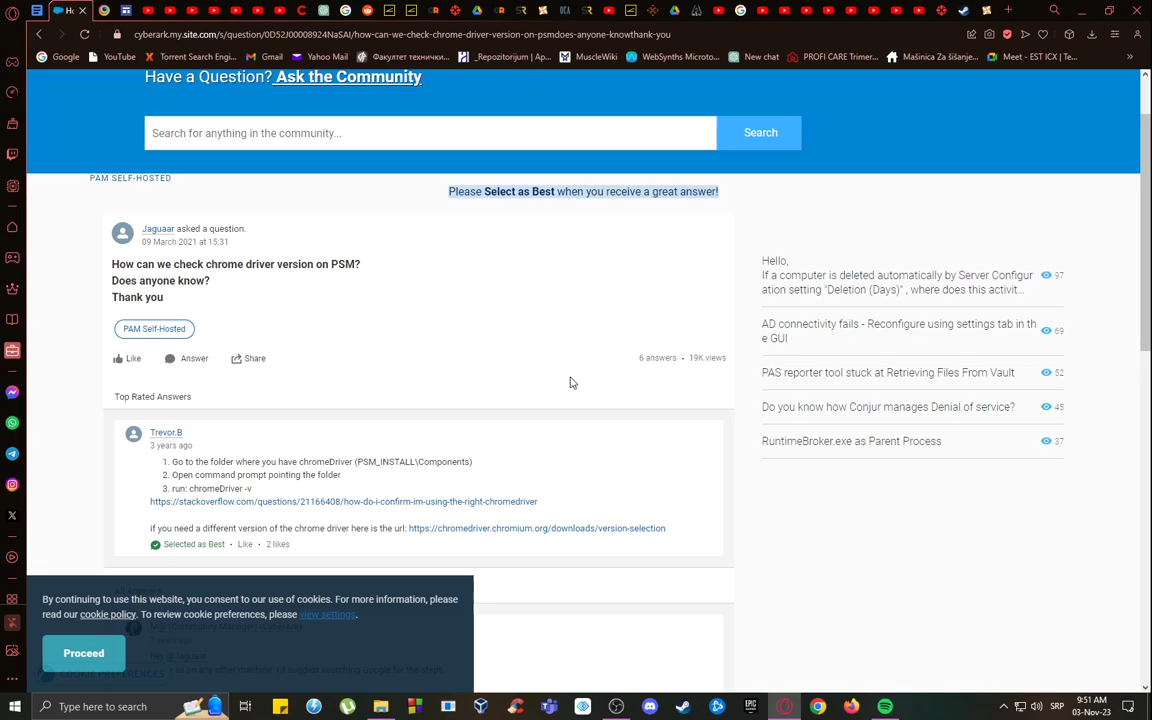 cyberark.my.site.com/s/question/0D52J00008924NaSAI/how-can-we-check-chrome-driver-version-on-psmdoes-anyone-knowthank-you
Google
YouTube
Torrent Search Engi...
Gmail
Yahoo Mail
Факултет технички...
_Repozitorijum | Ap...
MuscleWiki
WebSynths Microto...
New chat
PROFI CARE Trimer...
Mašinica Za šišanje...
Meet - EST ICX | Te...
Have a Question? Ask the Community
Search for anything in the community...
Search
PAM SELF-HOSTED
Please Select as Best when you receive a great answer!
Jaguaar asked a question.
09 March 2021 at 15:31
How can we check chrome driver version on PSM?
Does anyone know?
Thank you
PAM Self-Hosted
Like
Answer
Share
6 answers • 19K views
Top Rated Answers
Trevor.B
3 years ago
1. Go to the folder where you have chromeDriver (PSM_INSTALL\Components)
2. Open command prompt pointing the folder
3. run: chromeDriver -v
https://stackoverflow.com/questions/21166408/how-do-i-confirm-im-using-the-right-chromedriver
if you need a different version of the chrome driver here is the url: https://chromedriver.chromium.org/downloads/version-selection
Selected as Best • Like • 2 likes
Hello,
If a computer is deleted automatically by Server Configur
ation setting "Deletion (Days)" , where does this activit...
97
AD connectivity fails - Reconfigure using settings tab in th
e GUI
69
PAS reporter tool stuck at Retrieving Files From Vault
52
Do you know how Conjur manages Denial of service?
45
RuntimeBroker.exe as Parent Process
37
By continuing to use this website, you consent to our use of cookies. For more information, please
read our cookie policy. To review cookie preferences, please view settings.
Proceed
COOKIE PREFERENCES
Type here to search
SRP
9:51 AM
03-Nov-23